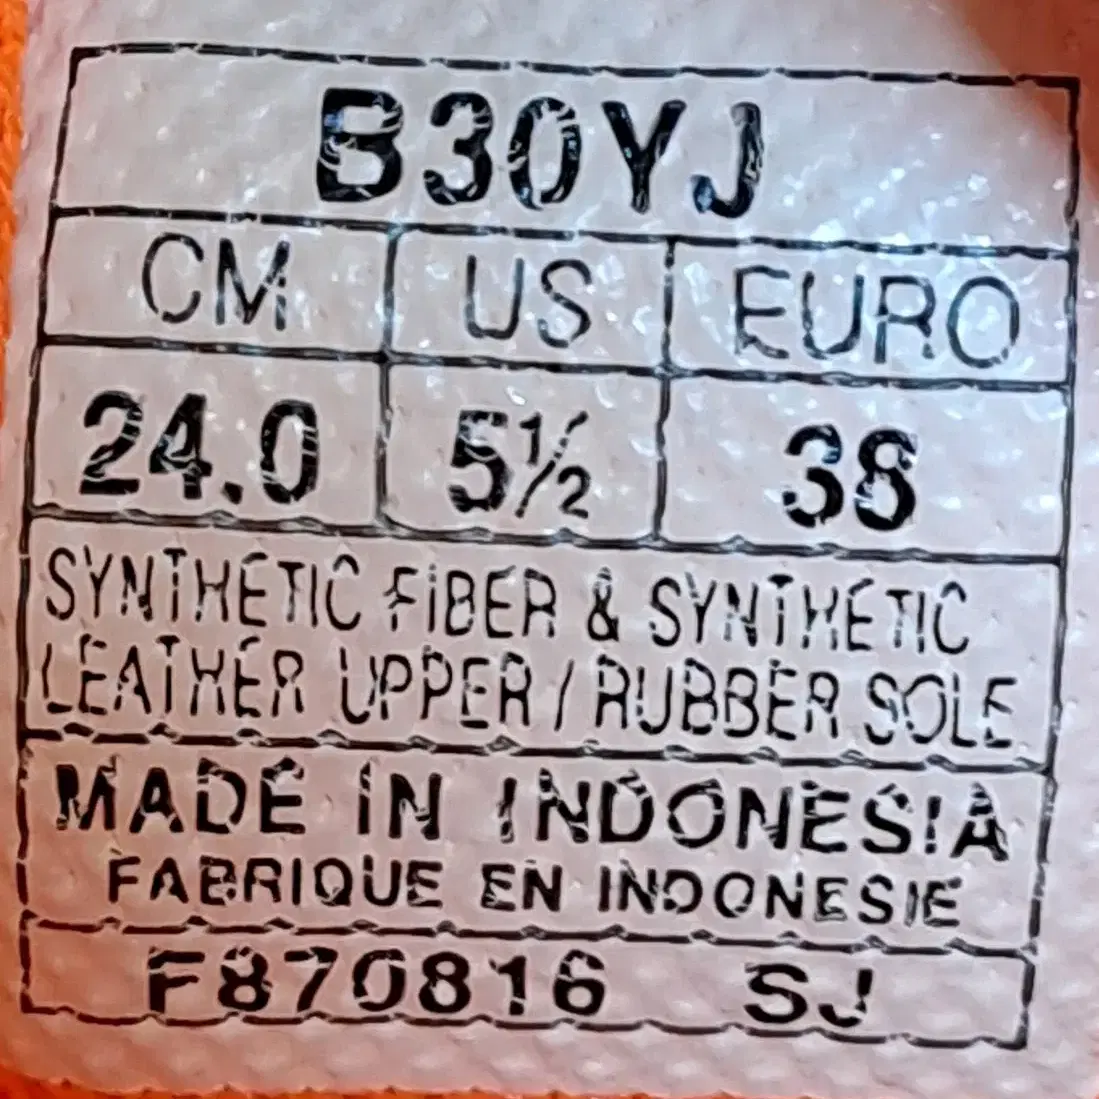 B30YJ
CM US EURO
24.0 5½ 38
SYNTHETIC FIBER & SYNTHETIC
LEATHER UPPER / RUBBER SOLE
MADE IN INDONESIA
FABRIQUE EN INDONESIE
F870816 SJ